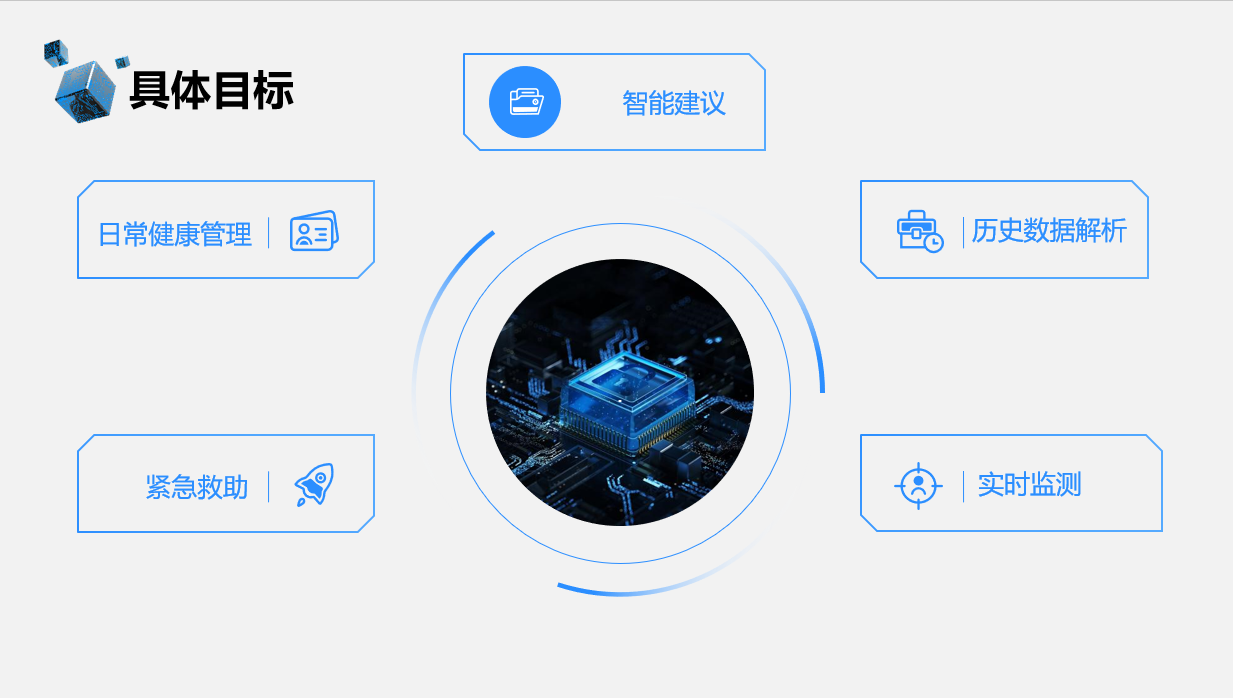 具体目标
智能建议
日常健康管理
历史数据解析
紧急救助
实时监测